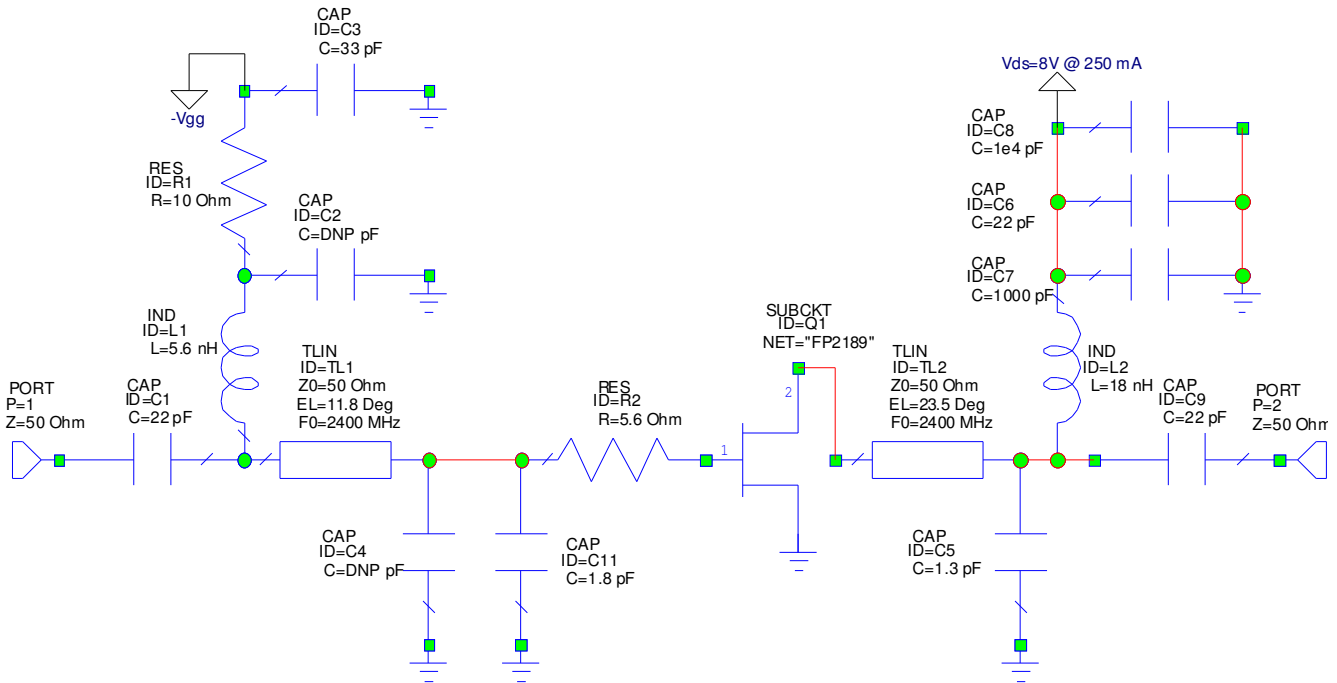 CAP
ID=C3
C=33 pF
-Vgg
RES
ID=R1
R=10 Ohm
CAP
ID=C2
C=DNP pF
IND
ID=L1
L=5.6 nH
PORT
P=1
Z=50 Ohm
CAP
ID=C1
C=22 pF
TLIN
ID=TL1
Z0=50 Ohm
EL=11.8 Deg
F0=2400 MHz
CAP
ID=C4
C=DNP pF
CAP
ID=C11
C=1.8 pF
RES
ID=R2
R=5.6 Ohm
SUBCKT
ID=Q1
NET="FP2189"
1
2
TLIN
ID=TL2
Z0=50 Ohm
EL=23.5 Deg
F0=2400 MHz
CAP
ID=C5
C=1.3 pF
Vds=8V @ 250 mA
CAP
ID=C8
C=1e4 pF
CAP
ID=C6
C=22 pF
CAP
ID=C7
C=1000 pF
IND
ID=L2
L=18 nH
CAP
ID=C9
C=22 pF
PORT
P=2
Z=50 Ohm